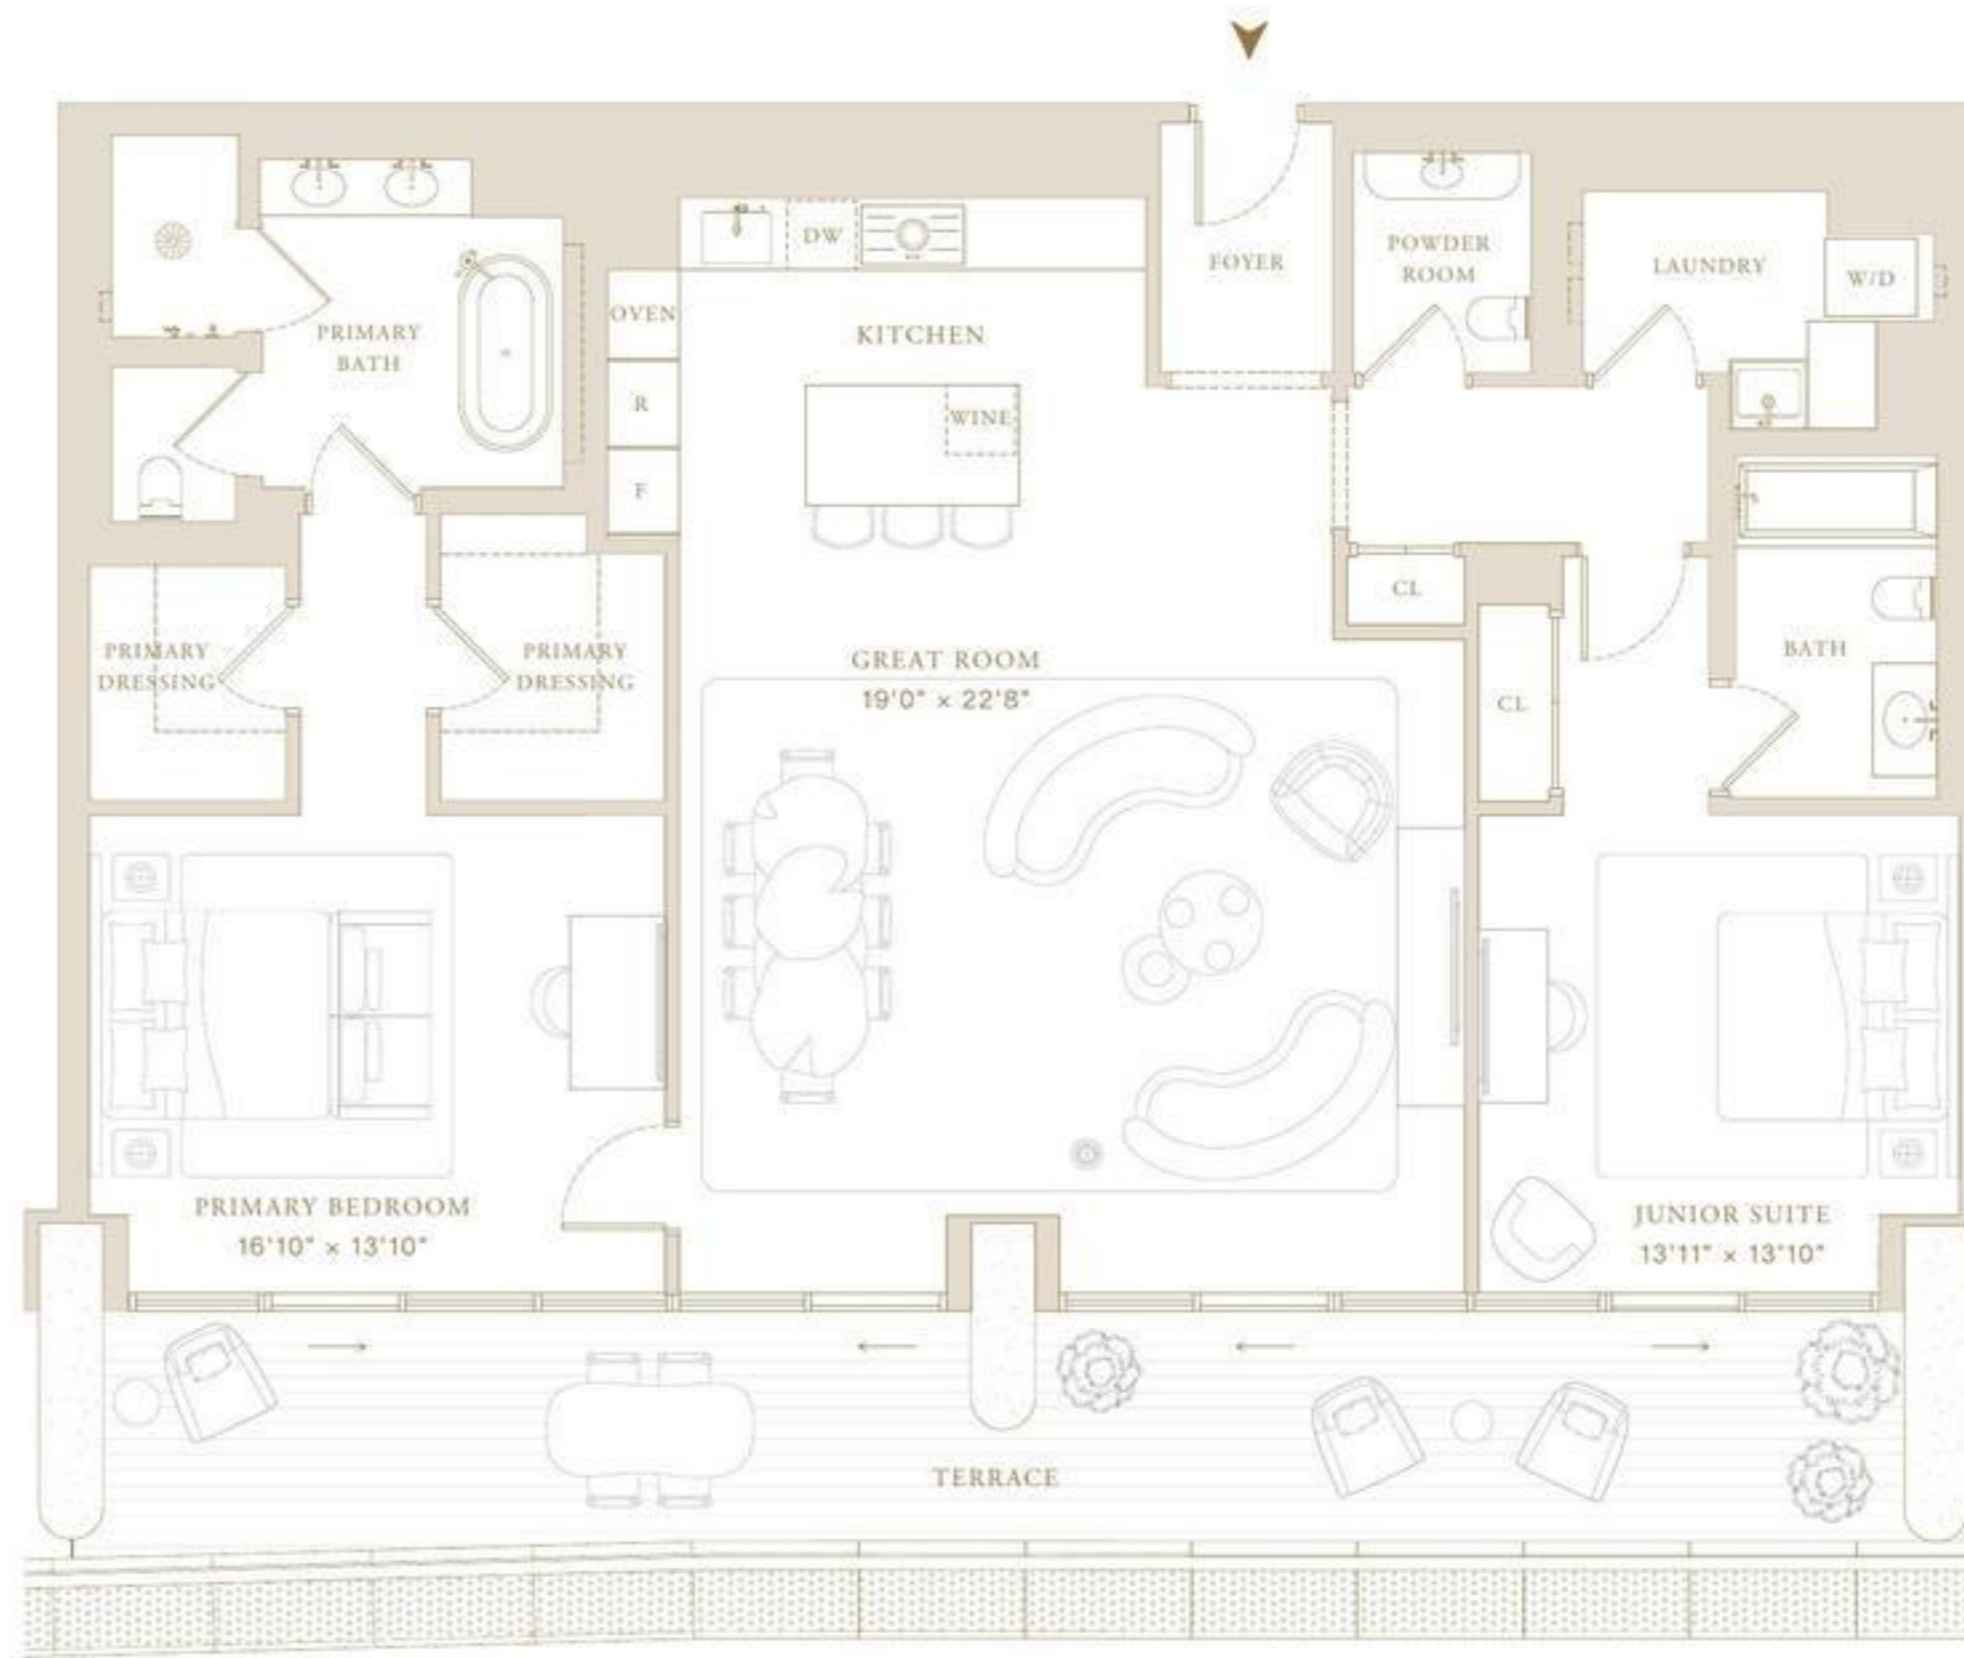 DW
FOYER
POWDER
ROOM
LAUNDRY
W/D
OVEN
PRIMARY
BATH
KITCHEN
R
WINE
F
CL
PRIMARY
DRESSING
PRIMARY
DRESSING
GREAT ROOM
19'0" × 22'8"
BATH
CL
PRIMARY BEDROOM
16'10" × 13'10"
JUNIOR SUITE
13'11" × 13'10"
TERRACE